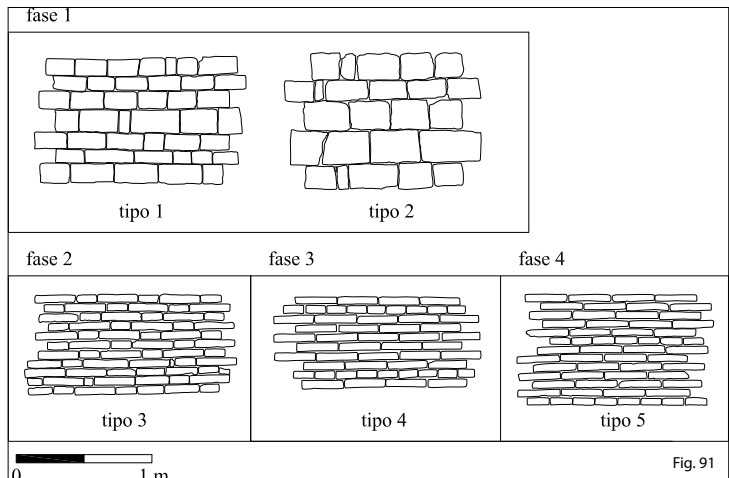 fase 1
tipo 1
tipo 2
fase 2
fase 3
fase 4
tipo 3
tipo 4
tipo 5
0
1 m
Fig. 91